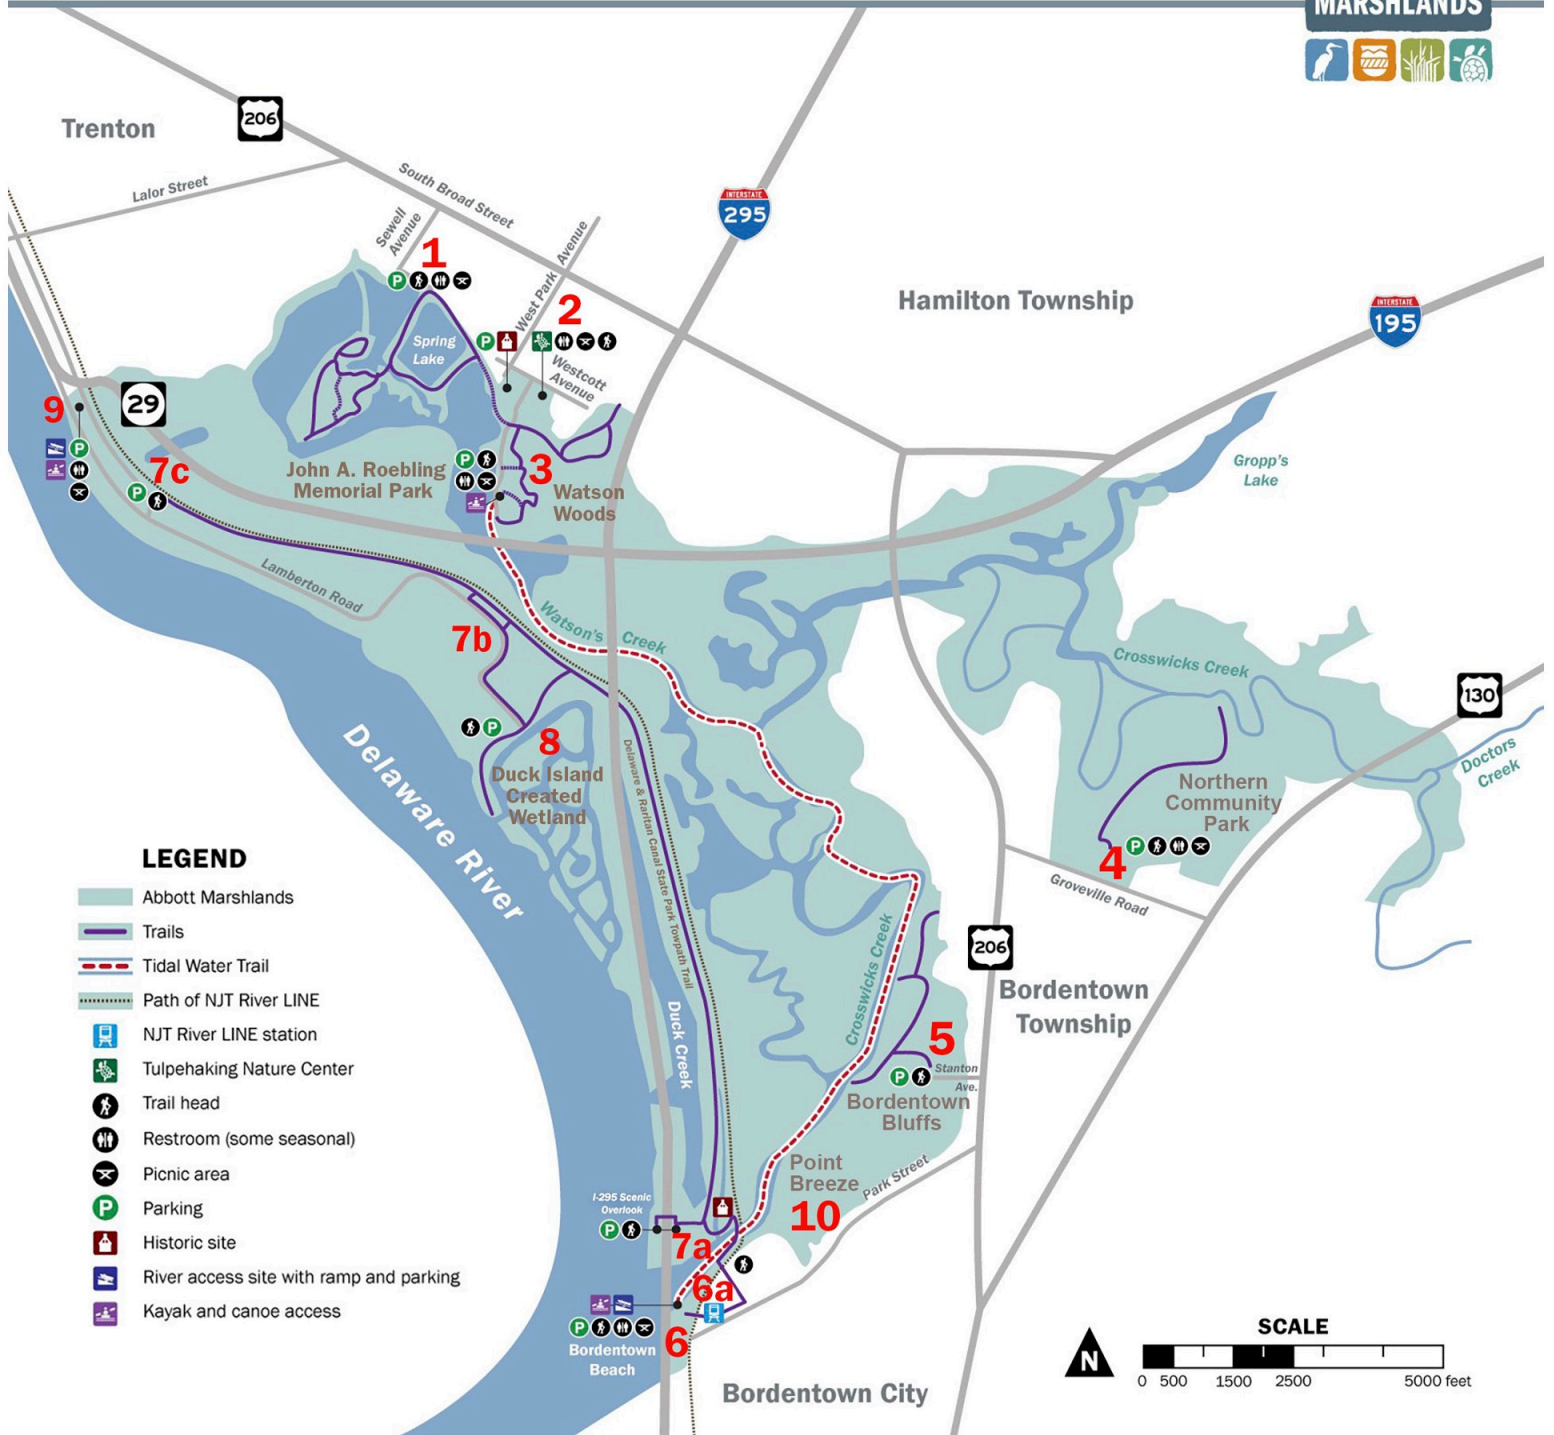 MARSHLANDS
Trenton
206
Lalor Street
South Broad Street
Sewell
Avenue
1
INTERSTATE
295
West Park Avenue
2
Hamilton Township
INTERSTATE
195
P
Spring
Lake
P
Westcott
Avenue
9
29
P
7c
P
John A. Roebling
Memorial Park
P
3
Watson
Woods
Gropp's
Lake
Lamberton Road
7b
Watson's Creek
Crosswicks Creek
130
Doctors
Creek
P
8
Duck Island
Created
Wetland
Delaware River
Delaware & Raritan Canal State Park Towpath Trail
Northern
Community
Park
4
P
Groveville Road
Crosswicks Creek
206
Bordentown
Township
Duck Creek
5
P
Stanton
Ave.
Bordentown
Bluffs
Point
Breeze
10
Park Street
I-295 Scenic
Overlook
P
7a
6a
P
6
Bordentown
Beach
Bordentown City
LEGEND
Abbott Marshlands
Trails
Tidal Water Trail
Path of NJT River LINE
NJT River LINE station
Tulpehaking Nature Center
Trail head
Restroom (some seasonal)
Picnic area
P Parking
Historic site
River access site with ramp and parking
Kayak and canoe access
N
SCALE
0 500 1500 2500 5000 feet